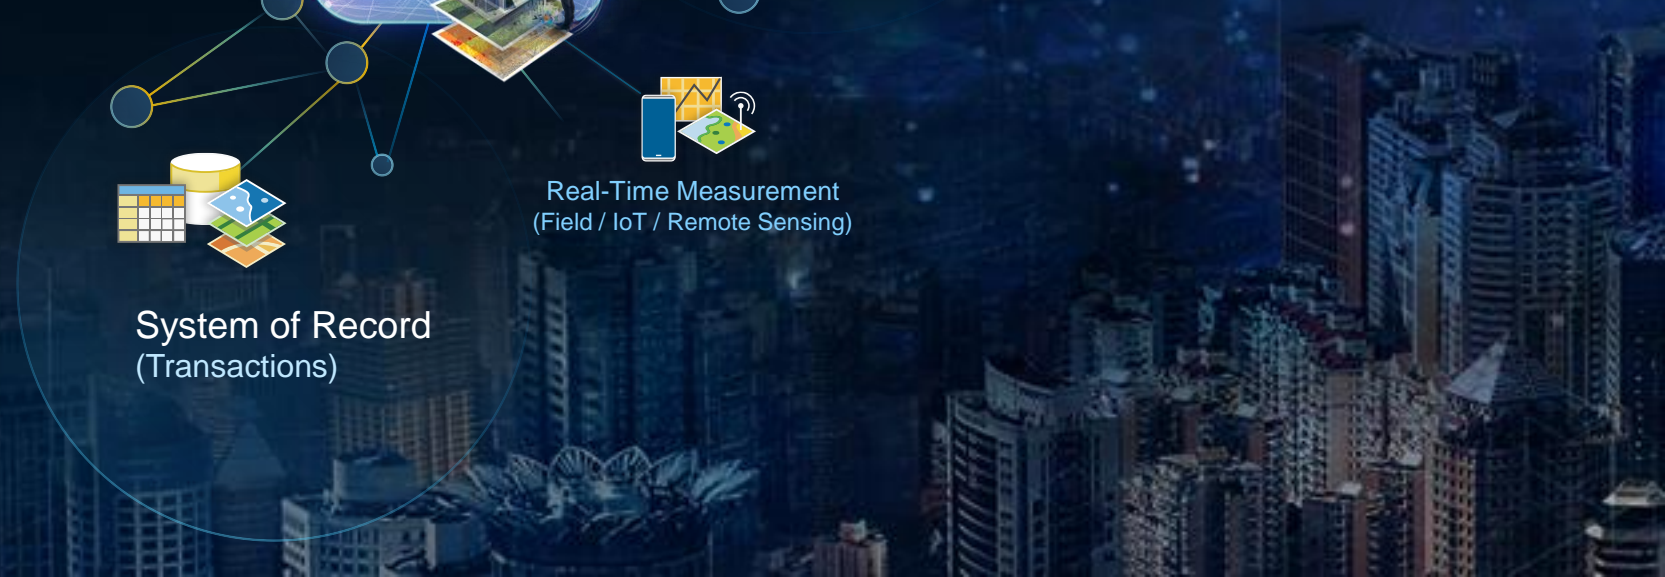 Real-Time Measurement
(Field / IoT / Remote Sensing)
System of Record
(Transactions)